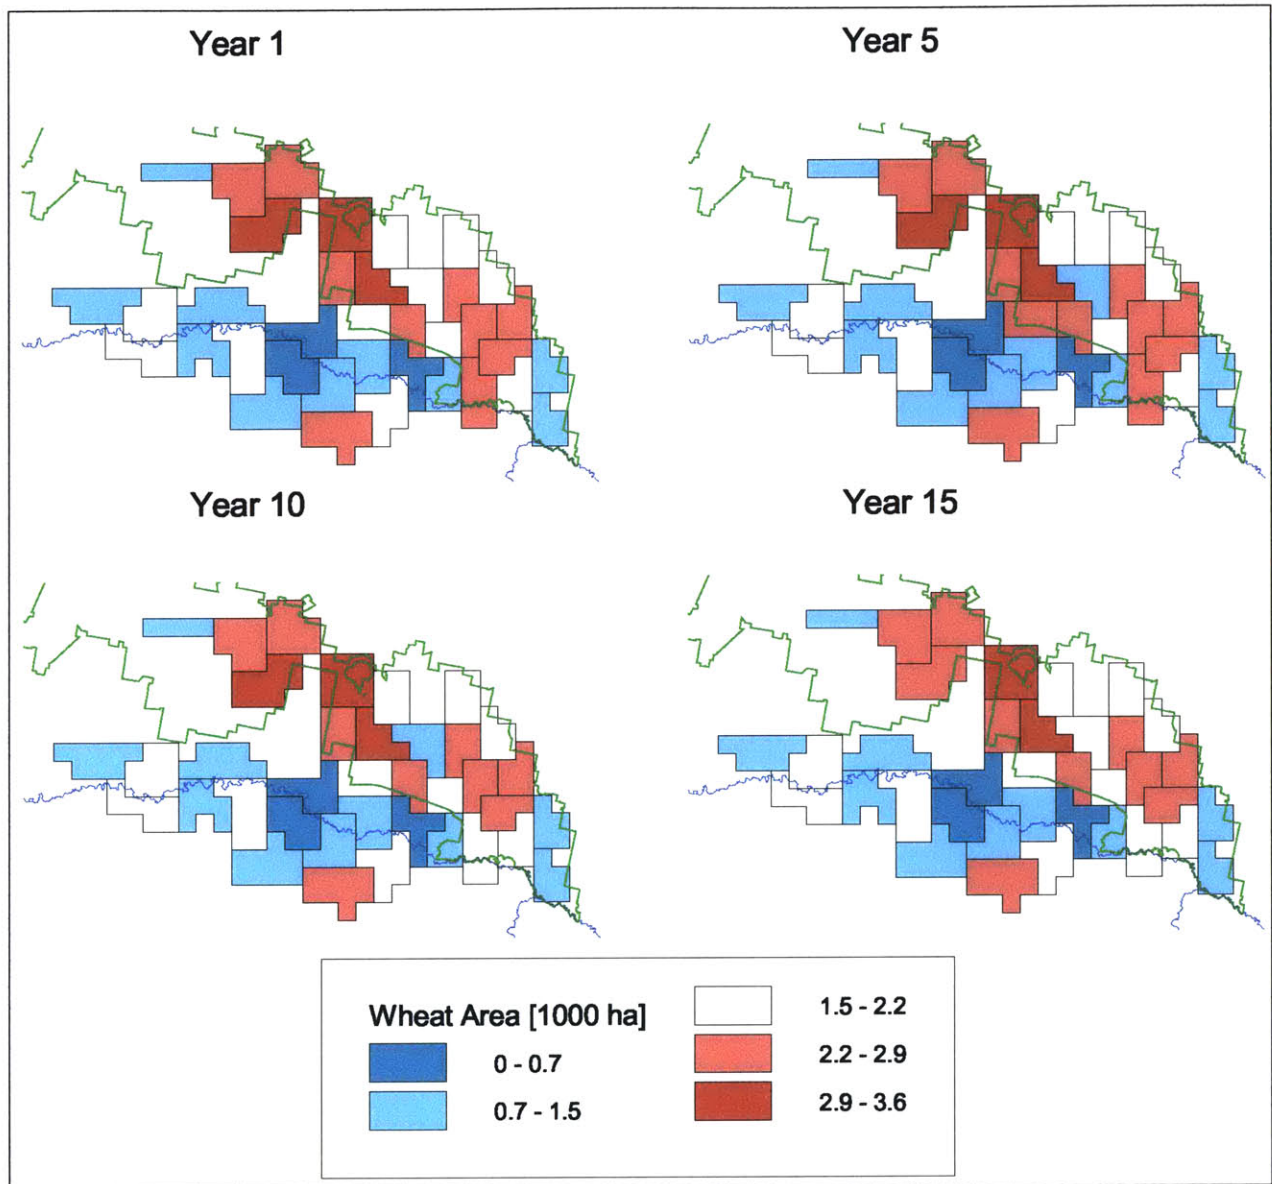 Year 1
Year 5
Year 10
Year 15
Wheat Area [1000 ha]
0 - 0.7
0.7 - 1.5
1.5 - 2.2
2.2 - 2.9
2.9 - 3.6